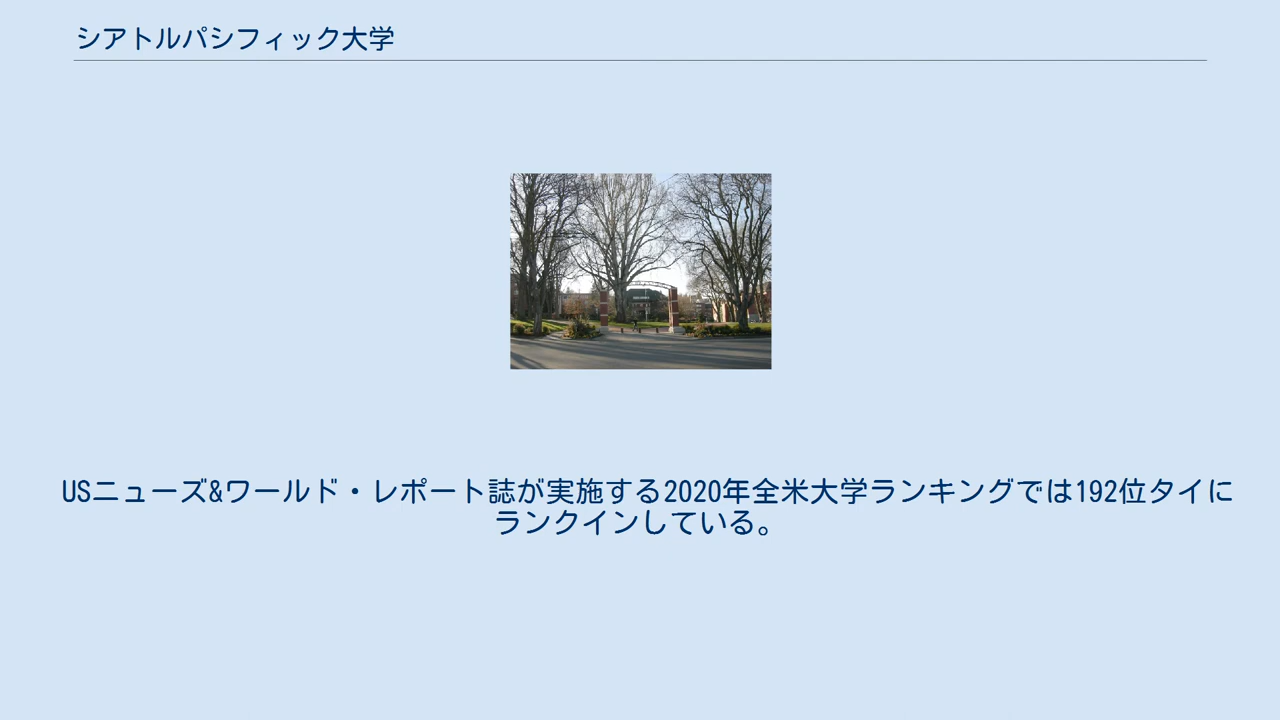 シアトルパシフィック大学
USニューズ&ワールド・レポート誌が実施する2020年全米大学ランキングでは192位タイに
ランクインしている。